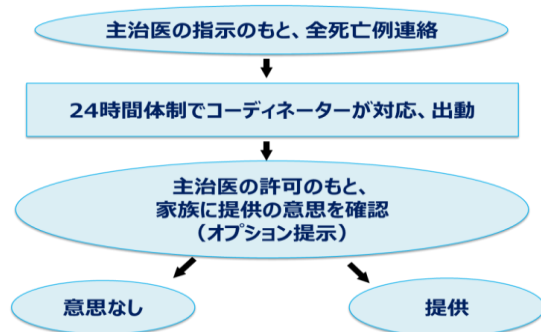 主治医の指示のもと、全死亡例連絡
24時間体制でコーディネーターが対応、出動
主治医の許可のもと、
家族に提供の意思を確認
（オプション提示）
意思なし
提供